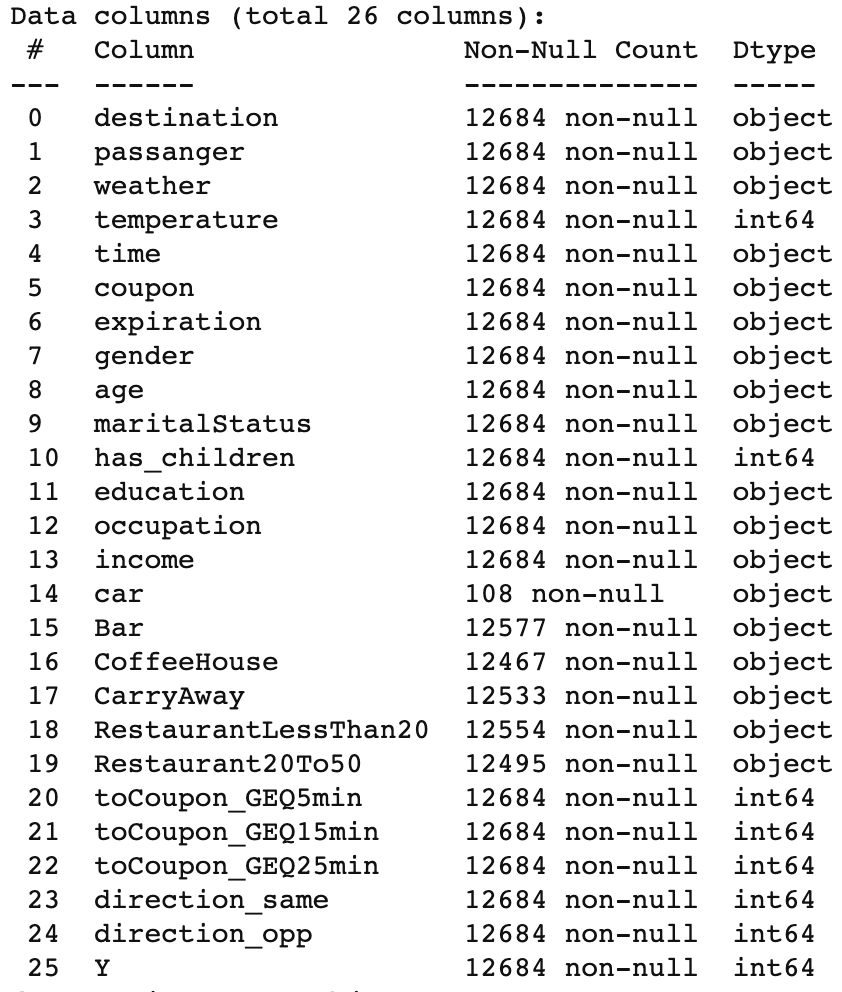 Data columns (total 26 columns):
 #   Column                Non-Null Count  Dtype
---  ------                --------------  -----
 0   destination           12684 non-null  object
 1   passanger             12684 non-null  object
 2   weather               12684 non-null  object
 3   temperature           12684 non-null  int64
 4   time                  12684 non-null  object
 5   coupon                12684 non-null  object
 6   expiration            12684 non-null  object
 7   gender                12684 non-null  object
 8   age                   12684 non-null  object
 9   maritalStatus         12684 non-null  object
 10  has_children          12684 non-null  int64
 11  education             12684 non-null  object
 12  occupation            12684 non-null  object
 13  income                12684 non-null  object
 14  car                   108 non-null    object
 15  Bar                   12577 non-null  object
 16  CoffeeHouse           12467 non-null  object
 17  CarryAway             12533 non-null  object
 18  RestaurantLessThan20  12554 non-null  object
 19  Restaurant20To50      12495 non-null  object
 20  toCoupon_GEQ5min      12684 non-null  int64
 21  toCoupon_GEQ15min     12684 non-null  int64
 22  toCoupon_GEQ25min     12684 non-null  int64
 23  direction_same        12684 non-null  int64
 24  direction_opp         12684 non-null  int64
 25  Y                     12684 non-null  int64